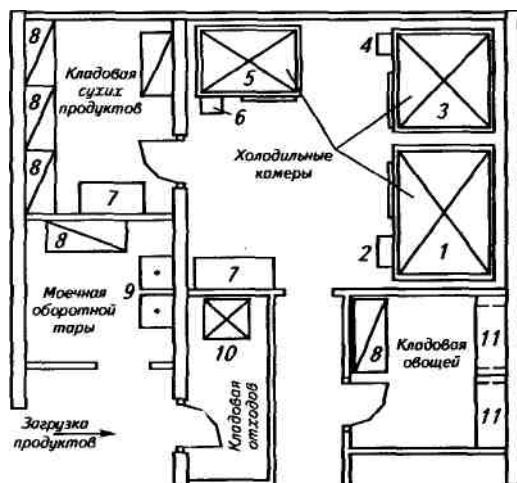 8
Кладовая
сухих
продуктов
8
8
7
5
6
4
3
Холодильные
камеры
2
1
8
Моечная
оборотной
тары
9
7
10
Кладовая
отходов
8
Кладовая
овощей
11
11
Загрузка
продуктов